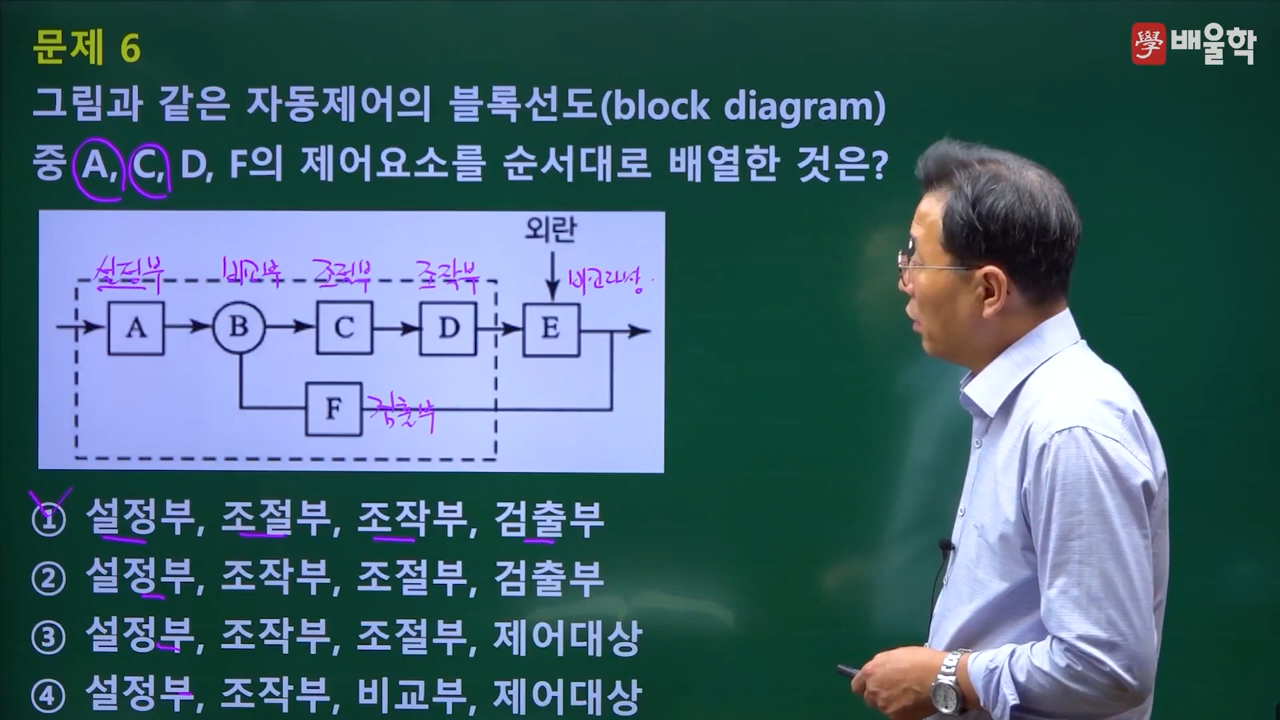 學 배울학
문제 6
그림과 같은 자동제어의 블록선도(block diagram)
중 A, C, D, F의 제어요소를 순서대로 배열한 것은?
외란
설정부 비교부 조절부 조작부
A B C D E
F 검출부
① 설정부, 조절부, 조작부, 검출부
② 설정부, 조작부, 조절부, 검출부
③ 설정부, 조작부, 조절부, 제어대상
④ 설정부, 조작부, 비교부, 제어대상